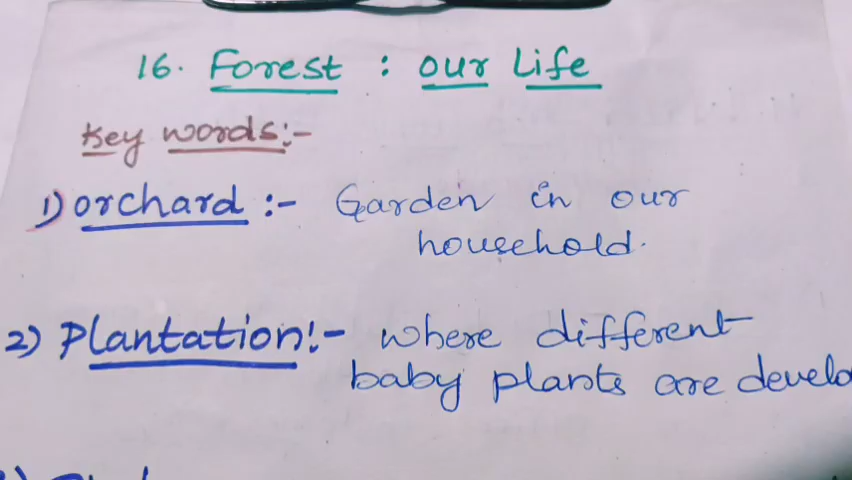 16. Forest : Our Life
Key words:-
1) Orchard :- Garden in our
household.
2) Plantation:- where different
baby plants are